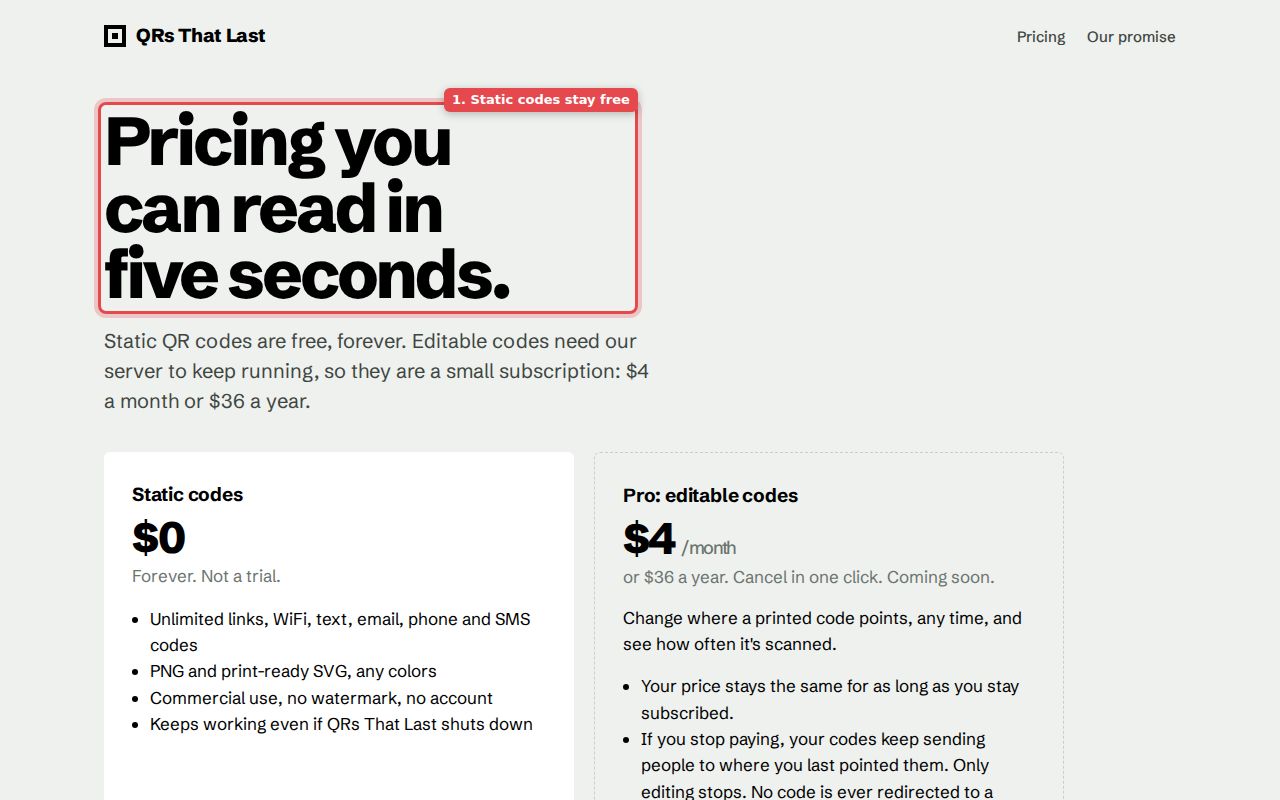 QRs That Last
Pricing
Our promise
1. Static codes stay free
Pricing you
can read in
five seconds.
Static QR codes are free, forever. Editable codes need our
server to keep running, so they are a small subscription: $4
a month or $36 a year.
Static codes
$0
Forever. Not a trial.
Unlimited links, WiFi, text, email, phone and SMS
codes
PNG and print-ready SVG, any colors
Commercial use, no watermark, no account
Keeps working even if QRs That Last shuts down
Pro: editable codes
$4 /month
or $36 a year. Cancel in one click. Coming soon.
Change where a printed code points, any time, and
see how often it's scanned.
Your price stays the same for as long as you stay
subscribed.
If you stop paying, your codes keep sending
people to where you last pointed them. Only
editing stops. No code is ever redirected to a